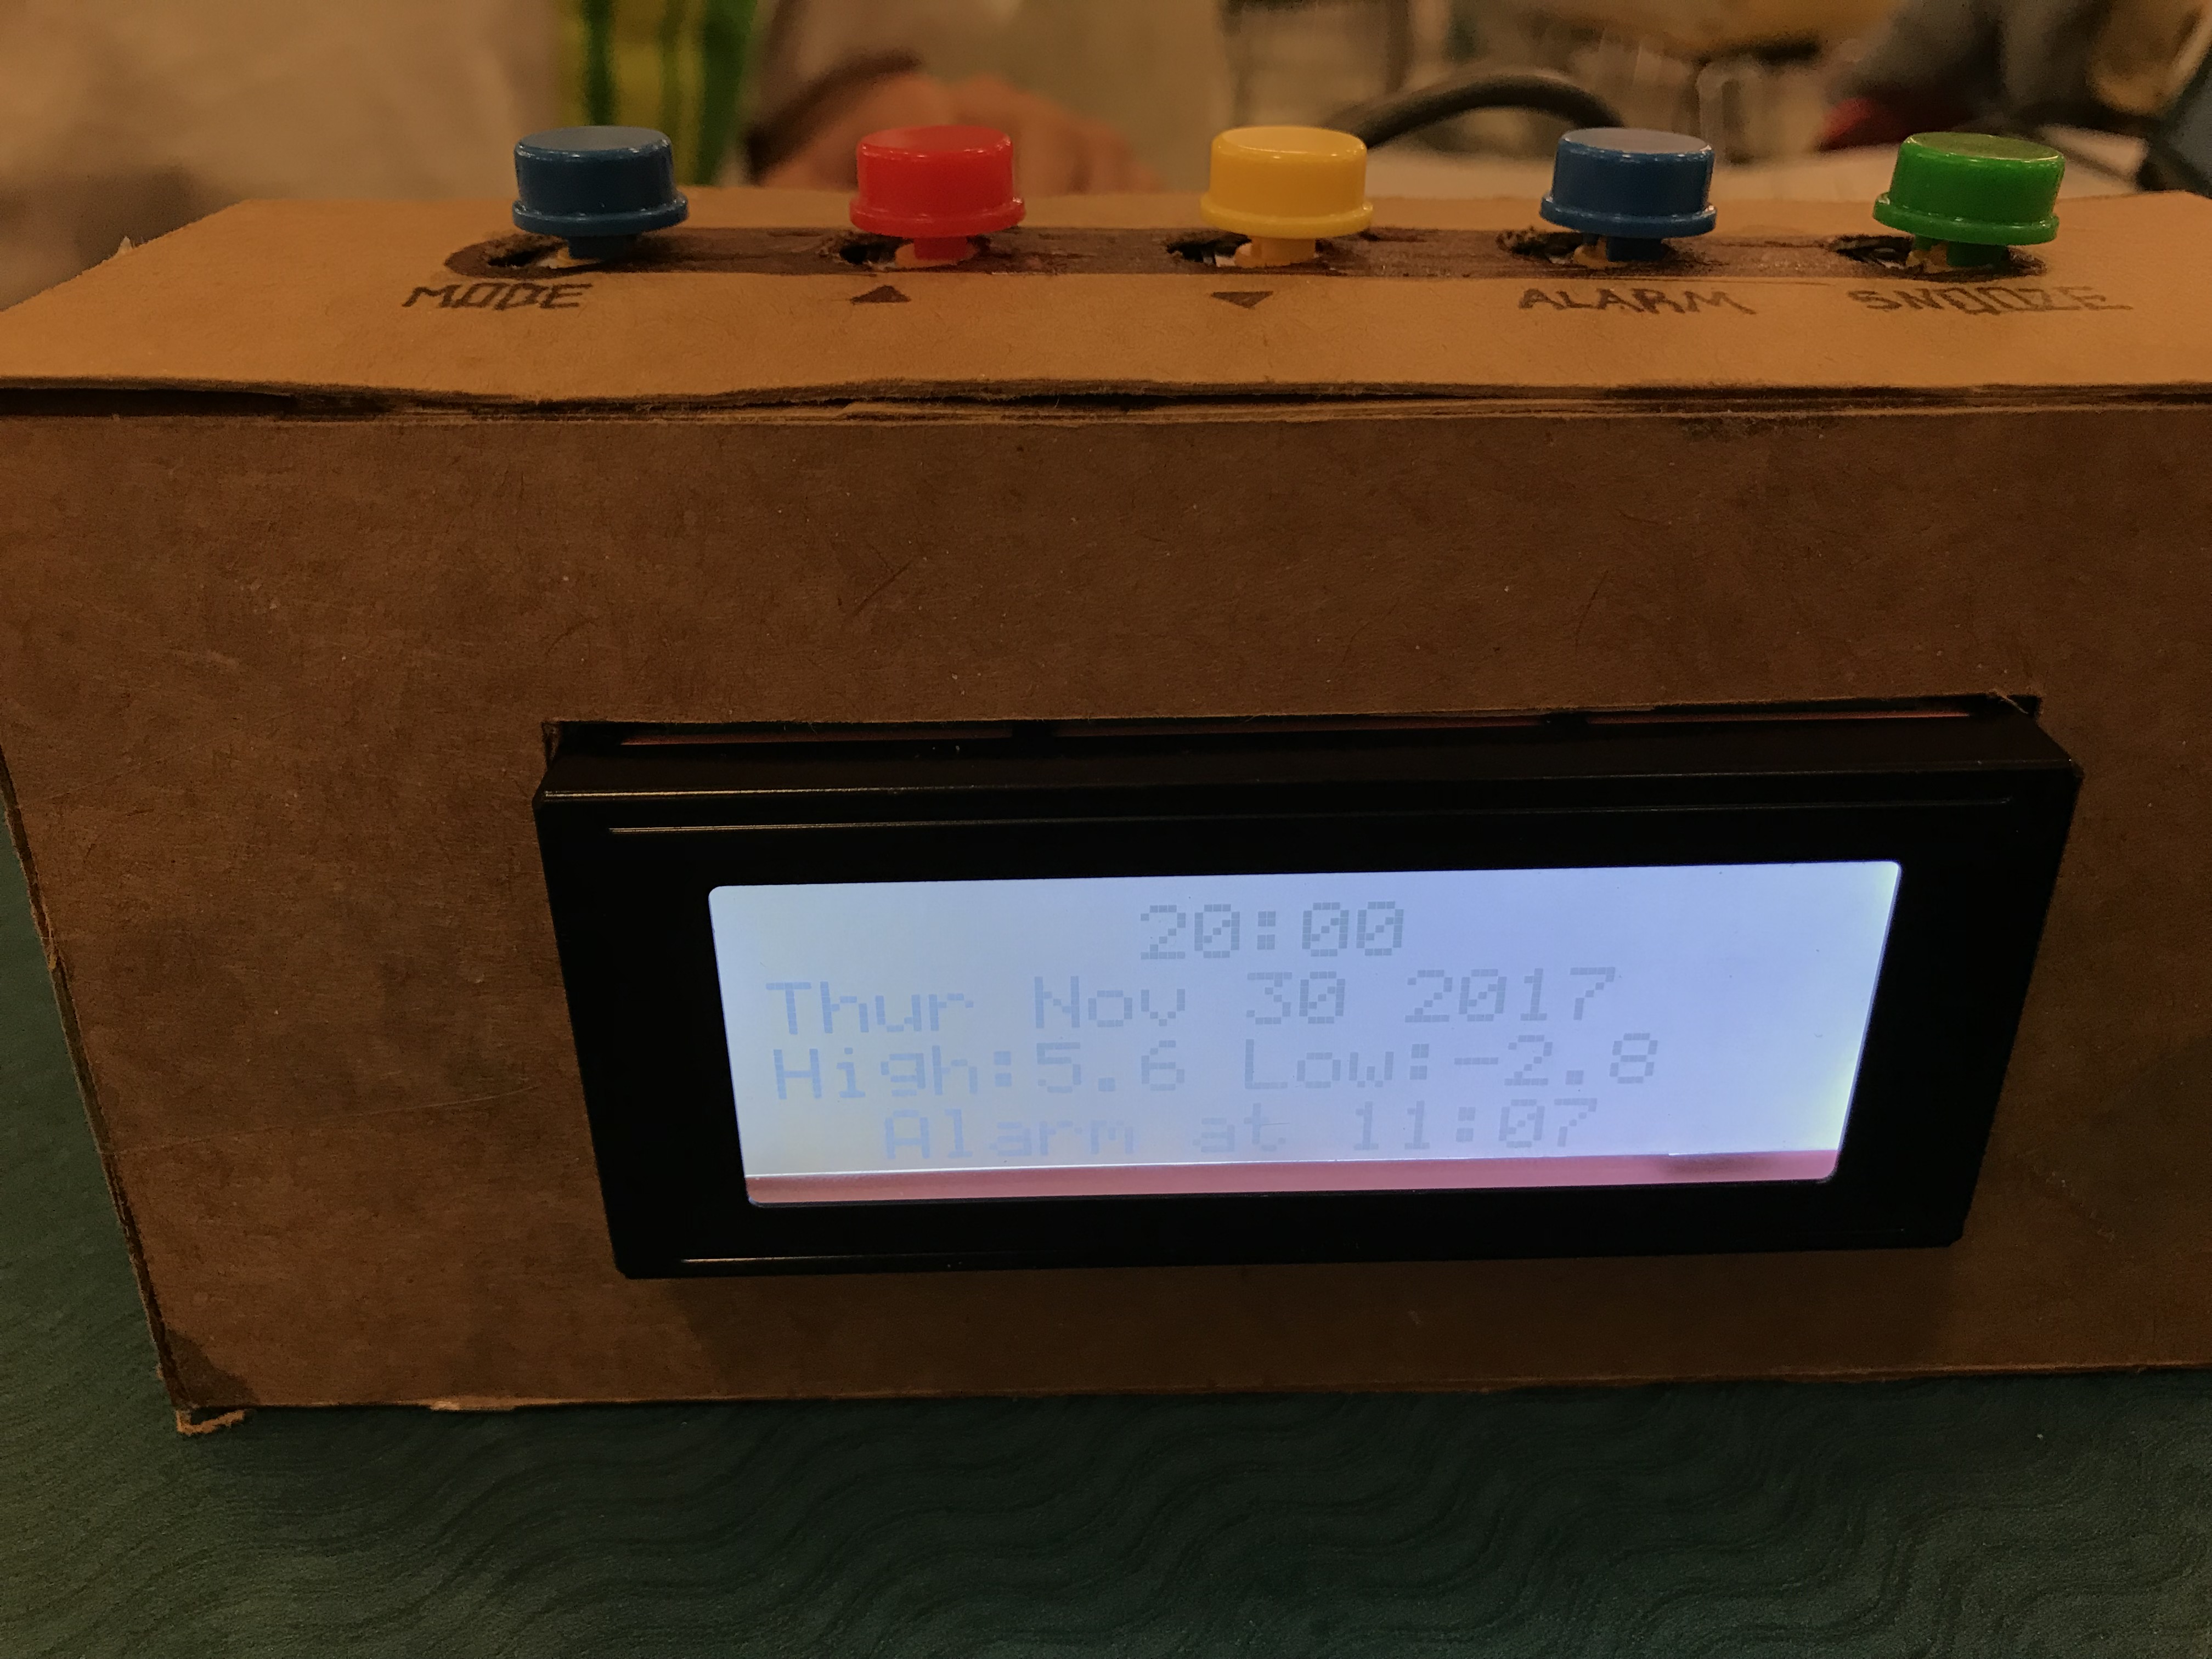 MODE ▲ ▼ ALARM SNOOZE
20:00
Thur Nov 30 2017
High:5.6 Low:-2.8
Alarm at 11:07